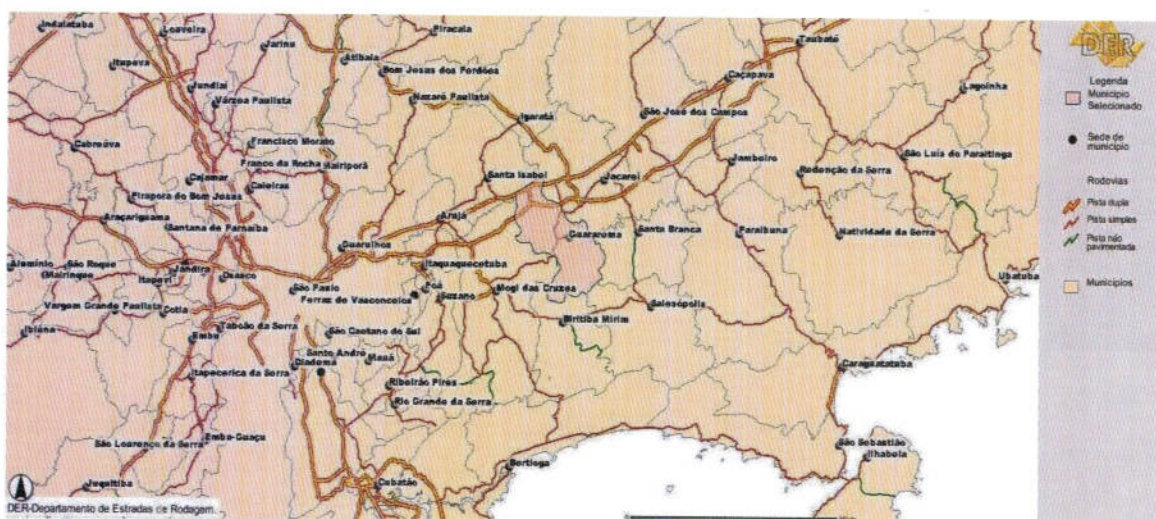 Indaiatuba
Louveira
Jarinu
Piracaia
Taubaté
Itupeva
Atibaia
Bom Jesus dos Perdões
Caçapava
Jundiaí
Várzea Paulista
Nazaré Paulista
Igaratá
São José dos Campos
Lagoinha
Cabreúva
Francisco Morato
Franco da Rocha
Mairiporã
Cajamar
Caieiras
Santa Isabel
Jacareí
Jambeiro
Redenção da Serra
São Luís do Paraitinga
Pirapora do Bom Jesus
Araçariguama
Santana de Parnaíba
Arujá
Guarulhos
Guararema
Santa Branca
Paraibuna
Natividade da Serra
Alumínio
São Roque
Mairinque
Itapevi
Jandira
Osasco
Itaquaquecetuba
São Paulo
Poá
Ferraz de Vasconcelos
Suzano
Mogi das Cruzes
Salesópolis
Ubatuba
Vargem Grande Paulista
Cotia
Biritiba Mirim
Ibiúna
Taboão da Serra
Embu
São Caetano do Sul
Santo André
Mauá
Diadema
Itapecerica da Serra
Caraguatatuba
Ribeirão Pires
Rio Grande da Serra
São Lourenço da Serra
Embu-Guaçu
São Sebastião
Ilhabela
Juquitiba
Bertioga
Cubatão
DER-Departamento de Estradas de Rodagem.
DER
Legenda
Município
Selecionado
Sede de
município
Rodovias
Pista dupla
Pista simples
Pista não
pavimentada
Municípios